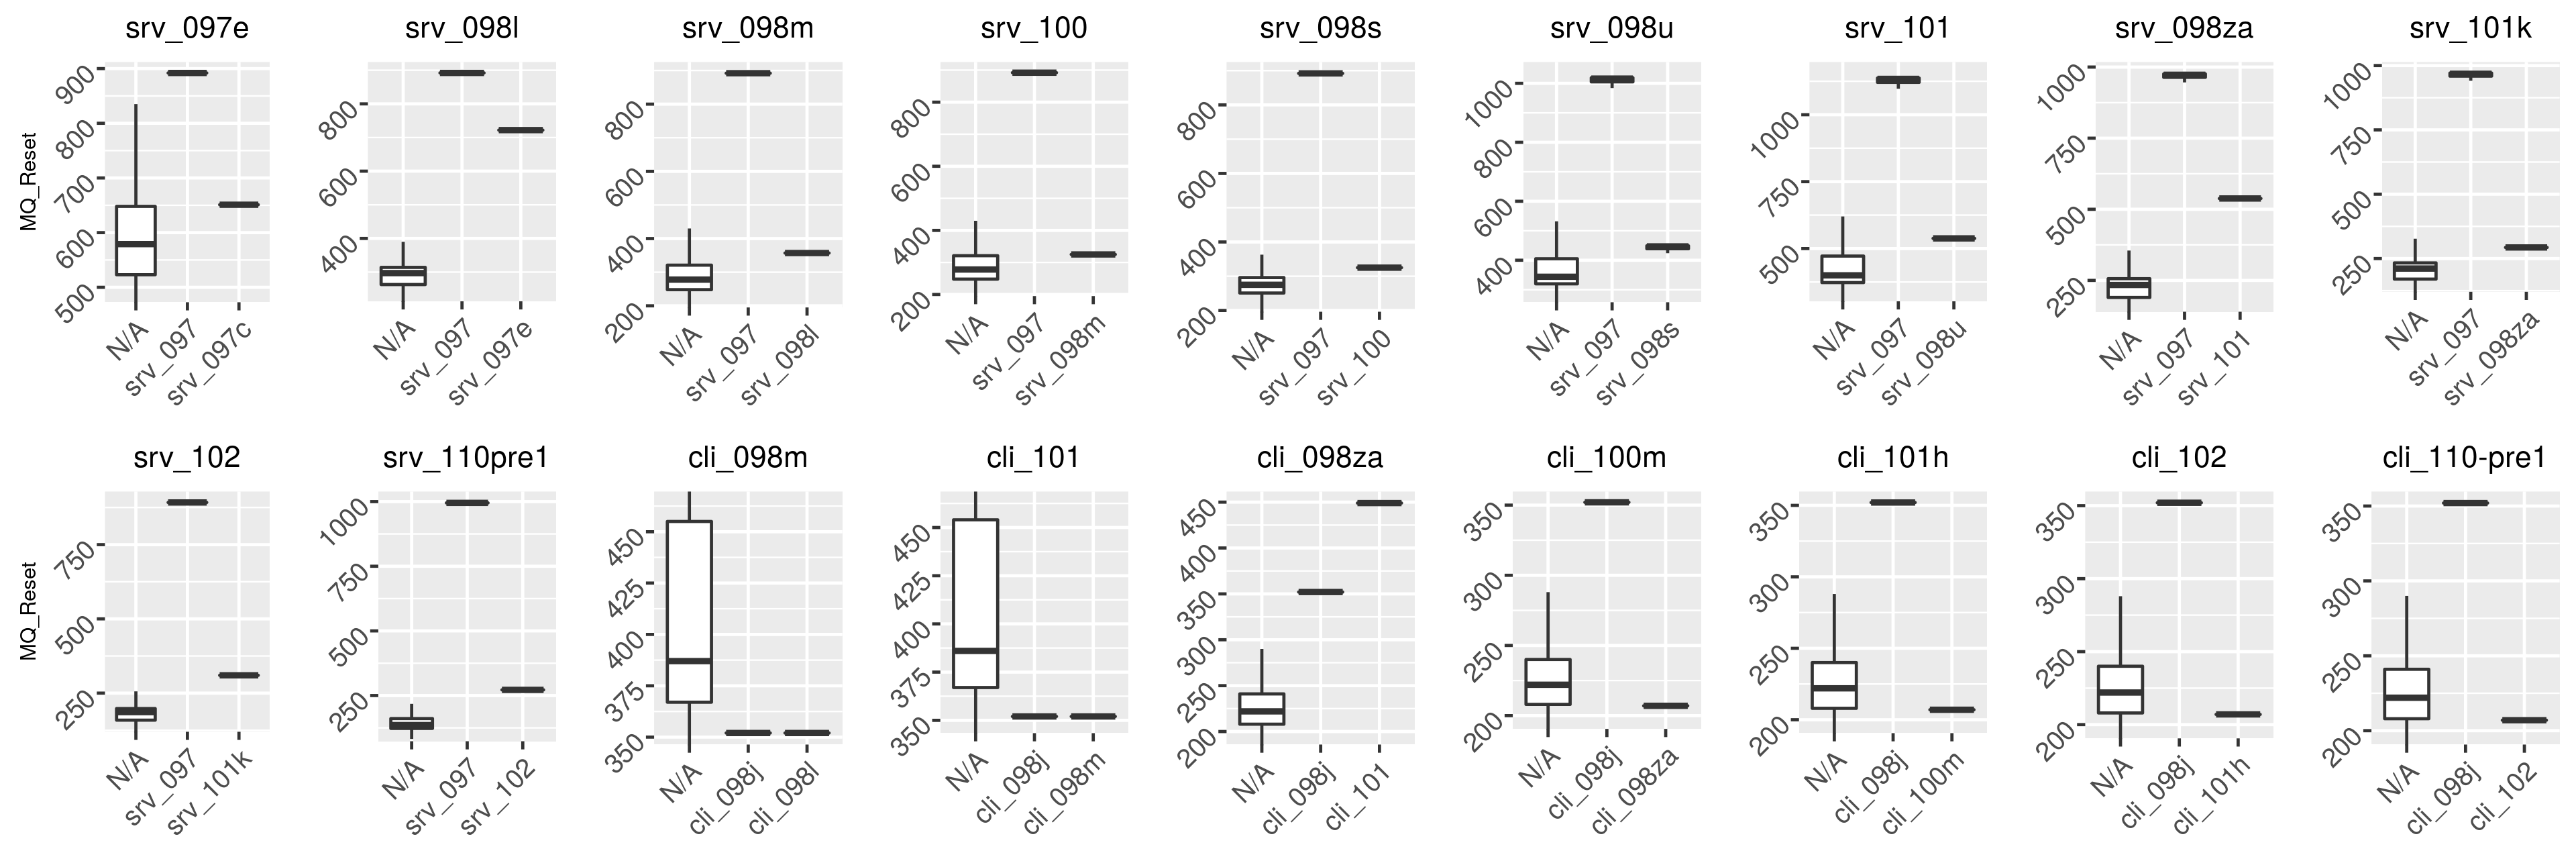 srv_097e srv_098l srv_098m srv_100 srv_098s srv_098u srv_101 srv_098za srv_101k
MQ_Reset
900 800 700 600 500
N/A srv_097 srv_097c
800 600 400
N/A srv_097 srv_097e
800 600 400 200
N/A srv_097 srv_098l
800 600 400 200
N/A srv_097 srv_098m
800 600 400 200
N/A srv_097 srv_100
1000 800 600 400
N/A srv_097 srv_098s
1000 750 500
N/A srv_097 srv_098u
1000 750 500 250
N/A srv_097 srv_101
1000 750 500 250
N/A srv_097 srv_098za
srv_102 srv_110pre1 cli_098m cli_101 cli_098za cli_100m cli_101h cli_102 cli_110-pre1
MQ_Reset
750 500 250
N/A srv_097 srv_101k
1000 750 500 250
N/A srv_097 srv_102
450 425 400 375 350
N/A cli_098j cli_098l
450 425 400 375 350
N/A cli_098j cli_098m
450 400 350 300 250 200
N/A cli_098j cli_101
350 300 250 200
N/A cli_098j cli_098za
350 300 250 200
N/A cli_098j cli_100m
350 300 250 200
N/A cli_098j cli_101h
350 300 250 200
N/A cli_098j cli_102